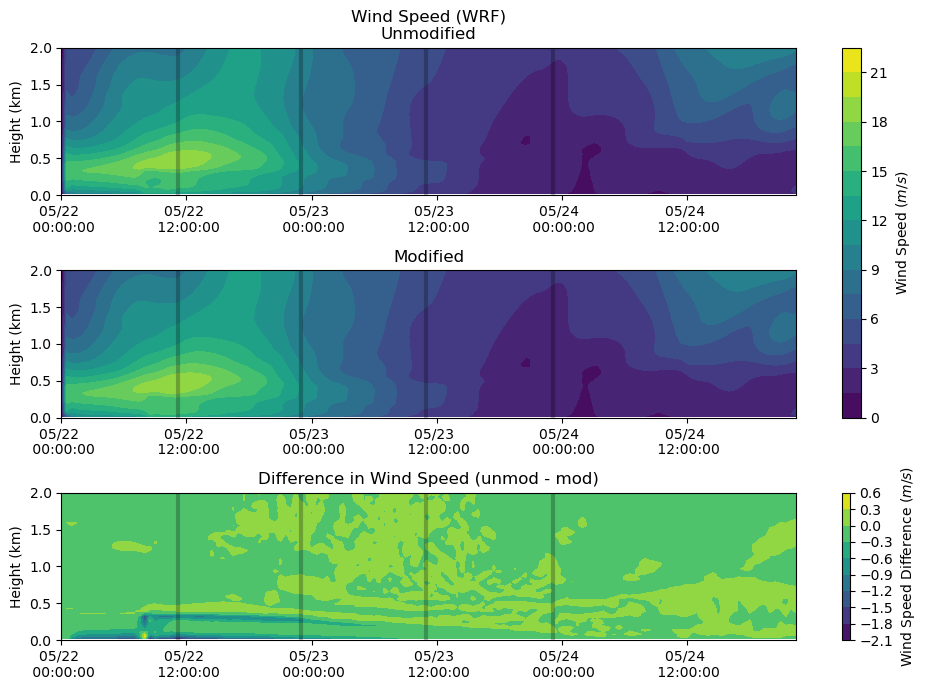 Wind Speed (WRF)
Unmodified
2.0
1.5
1.0
0.5
0.0
Height (km)
05/22 05/22 05/23 05/23 05/24 05/24
00:00:00 12:00:00 00:00:00 12:00:00 00:00:00 12:00:00
Modified
2.0
1.5
1.0
0.5
0.0
Height (km)
05/22 05/22 05/23 05/23 05/24 05/24
00:00:00 12:00:00 00:00:00 12:00:00 00:00:00 12:00:00
21
18
15
12
9
6
3
0
Wind Speed (m/s)
Difference in Wind Speed (unmod - mod)
2.0
1.5
1.0
0.5
0.0
Height (km)
05/22 05/22 05/23 05/23 05/24 05/24
00:00:00 12:00:00 00:00:00 12:00:00 00:00:00 12:00:00
0.6
0.3
0.0
−0.3
−0.6
−0.9
−1.2
−1.5
−1.8
−2.1
Wind Speed Difference (m/s)